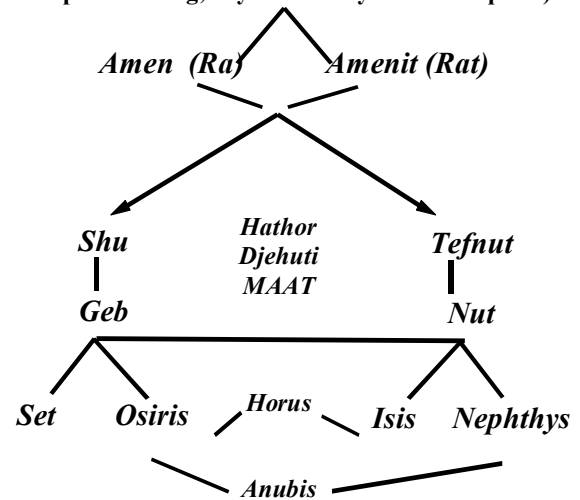 Amen (Ra) Amenit (Rat)
Hathor
Shu Djehuti Tefnut
MAAT
Geb Nut
Set Osiris Horus Isis Nephthys
Anubis